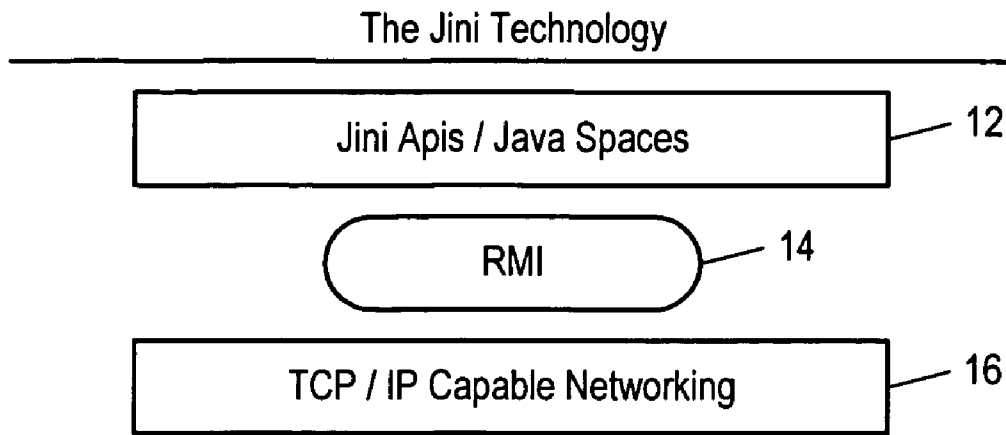 The Jini Technology
Jini Apis / Java Spaces
12
RMI
14
TCP / IP Capable Networking
16